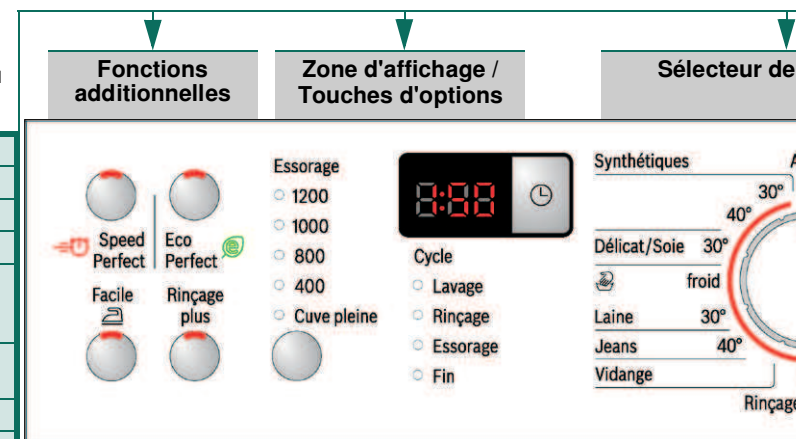 Fonctions
additionnelles
Zone d'affichage /
Touches d'options
Sélecteur de
Speed
Perfect
Eco
Perfect
Facile
Rinçage
plus
Essorage
1200
1000
800
400
Cuve pleine
1:50
Cycle
Lavage
Rinçage
Essorage
Fin
Synthétiques
30°
40°
Délicat/Soie 30°
froid
Laine 30°
Jeans 40°
Vidange
Rinçage